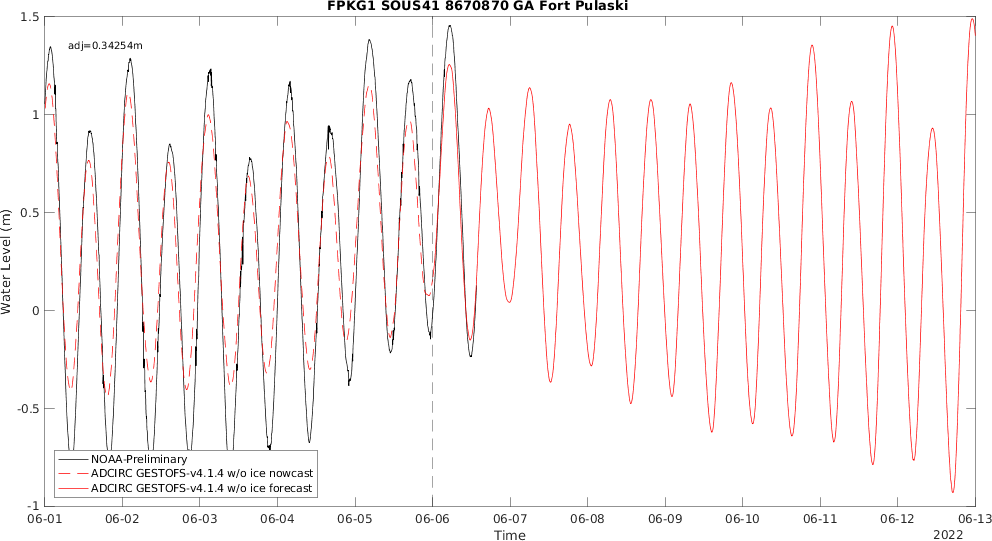 FPKG1 SOUS41 8670870 GA Fort Pulaski
adj=0.34254m
1.5
1
0.5
0
-0.5
-1
Water Level (m)
NOAA-Preliminary
ADCIRC GESTOFS-v4.1.4 w/o ice nowcast
ADCIRC GESTOFS-v4.1.4 w/o ice forecast
06-01 06-02 06-03 06-04 06-05 06-06 06-07 06-08 06-09 06-10 06-11 06-12 06-13
Time
2022